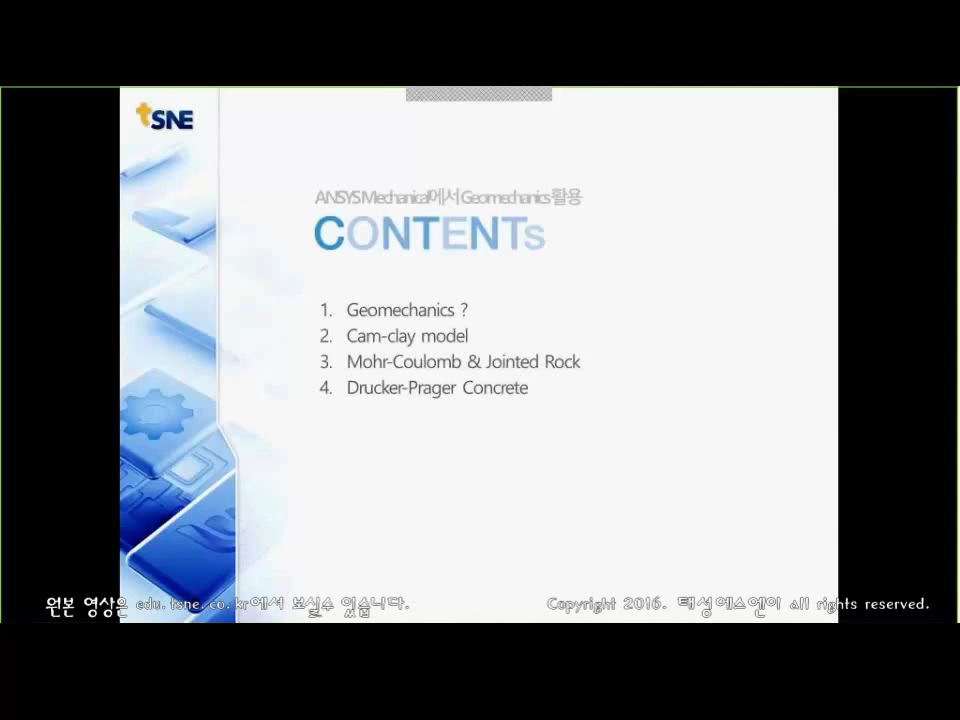 tSNE
ANSYS Mechanical에서 Geomechanics 활용
CONTENTs
1. Geomechanics ?
2. Cam-clay model
3. Mohr-Coulomb & Jointed Rock
4. Drucker-Prager Concrete
원본 영상은 edu.tsne.co.kr에서 보실수 있습니다.
Copyright 2016. 태성에스엔이 all rights reserved.